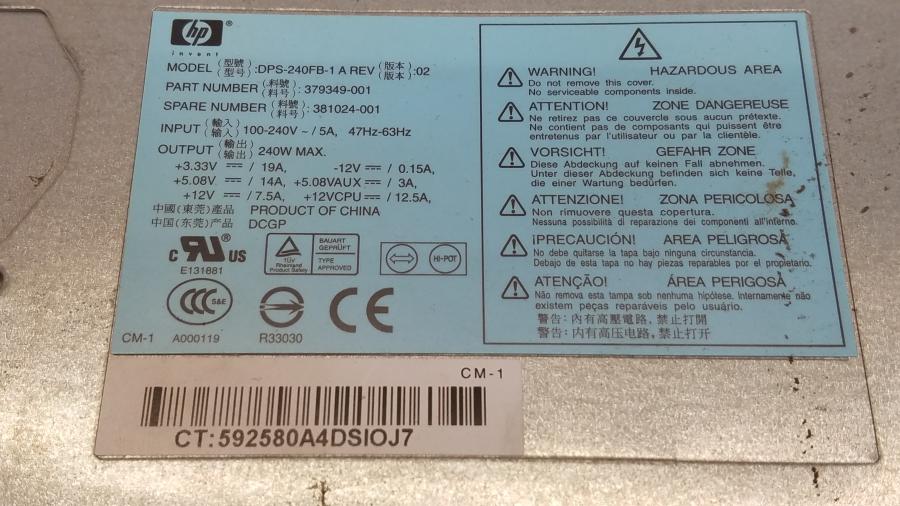 hp®
invent
MODEL (型號 型号): DPS-240FB-1 A REV (版本 版本): 02
PART NUMBER (料號 料号): 379349-001
SPARE NUMBER (料號 料号): 381024-001
INPUT (輸入 输入) 100-240V ~ / 5A, 47Hz-63Hz
OUTPUT (輸出 输出) 240W MAX.
+3.33V ⎓ / 19A, -12V ⎓ / 0.15A,
+5.08V ⎓ / 14A, +5.08VAUX ⎓ / 3A,
+12V ⎓ / 7.5A, +12VCPU ⎓ / 12.5A,
中國(東莞)產品 PRODUCT OF CHINA
中国(东莞)产品 DCGP
c RU® US
E131881
TÜV
Rheinland
Product Safety
BAUART
GEPRÜFT
TYPE
APPROVED
HI-POT
CCC S&E
CE
CM-1 A000119 R33030
WARNING! HAZARDOUS AREA
Do not remove this cover.
No serviceable components inside.
ATTENTION! ZONE DANGEREUSE
Ne retirez pas ce couvercle sous aucun prétexte.
Ne contient pas de composants qui puissent être
entretenus par l'utilisateur ou par la clientèle.
VORSICHT! GEFAHR ZONE
Diese Abdeckung auf keinen Fall abnehmen.
Unter dieser Abdeckung befinden sich keine Teile,
die einer Wartung bedürfen.
ATTENZIONE! ZONA PERICOLOSA
Non rimuovere questa copertura.
Nessuna possibilità di reparazione dei componenti all'inferno.
¡PRECAUCIÓN! AREA PELIGROSA
No debe quitarse la tapa bajo ninguna circunstancia.
Debajo de esta tapa no hay piezas reparables por el propietario.
ATENÇÃO! ÁREA PERIGOSA
Não remova esta tampa sob nenhuma hipótese. Internamente não
existem peças reparáveis pelo usuário.
警告: 內有高壓電路, 禁止打開
警告: 内有高压电路, 禁止打开
CM-1
CT:592580A4DSIOJ7